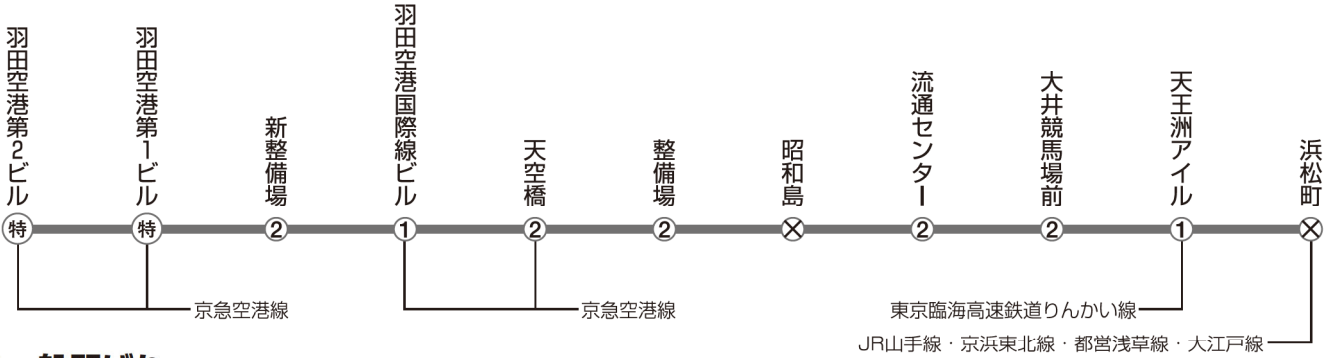 羽田空港第2ビル
羽田空港第1ビル
新整備場
羽田空港国際線ビル
天空橋
整備場
昭和島
流通センター
大井競馬場前
天王洲アイル
浜松町
特
特
2
1
2
2
2
2
1
京急空港線
京急空港線
東京臨海高速鉄道りんかい線
JR山手線・京浜東北線・都営浅草線・大江戸線